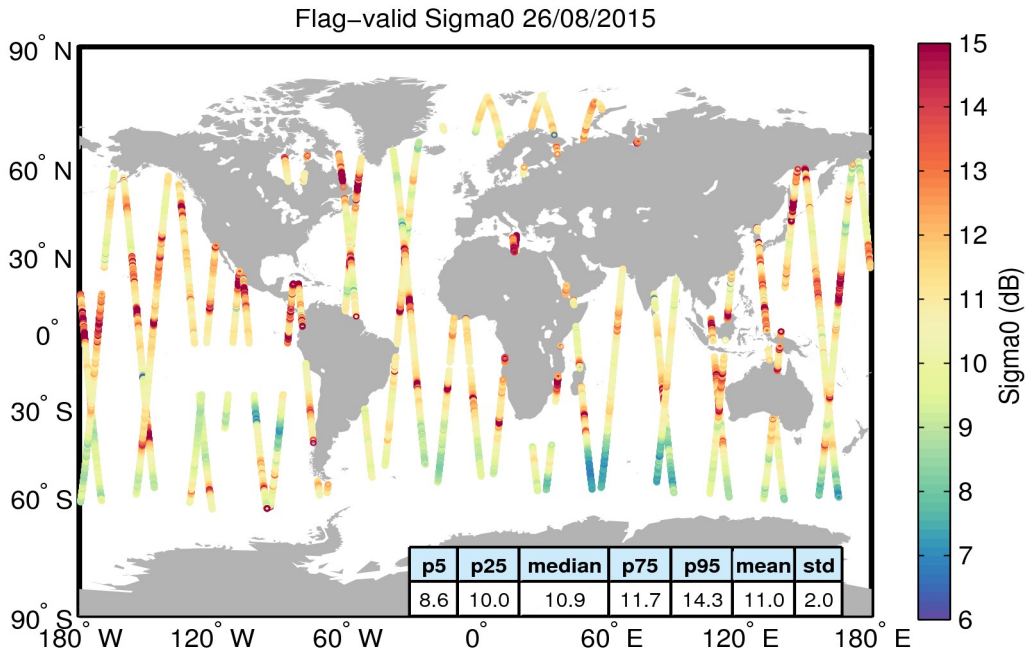 Flag−valid Sigma0 26/08/2015
90° N
60° N
30° N
0°
30° S
60° S
90° S
180° W
120° W
60° W
0°
60° E
120° E
180° E
15
14
13
12
11
10
9
8
7
6
Sigma0 (dB)
p5 p25 median p75 p95 mean std
8.6 10.0 10.9 11.7 14.3 11.0 2.0